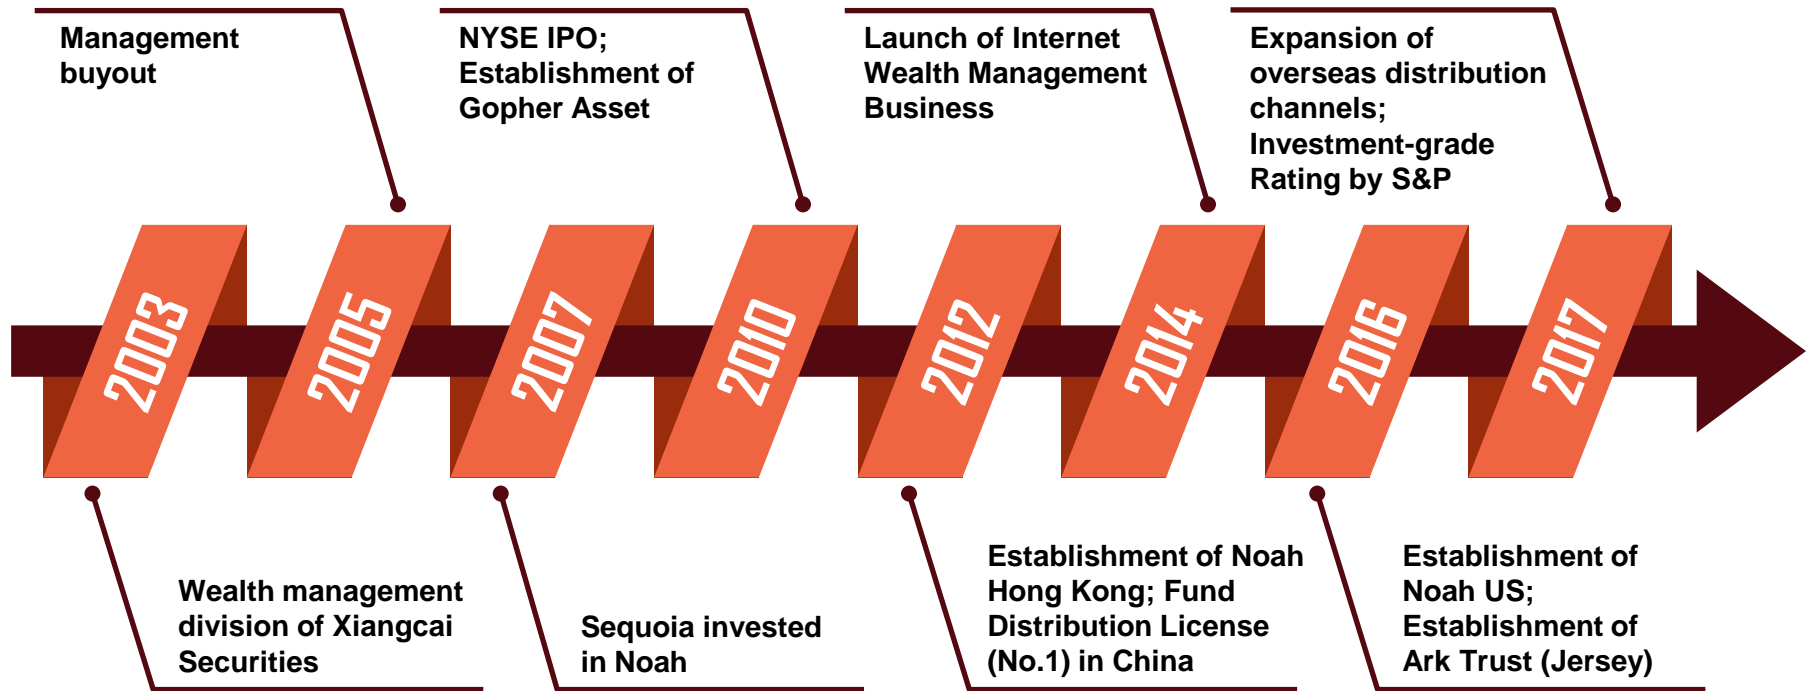 Management
buyout
NYSE IPO;
Establishment of
Gopher Asset
Launch of Internet
Wealth Management
Business
Expansion of
overseas distribution
channels;
Investment-grade
Rating by S&P
2003
2005
2007
2010
2012
2014
2016
2017
Wealth management
division of Xiangcai
Securities
Sequoia invested
in Noah
Establishment of Noah
Hong Kong; Fund
Distribution License
(No.1) in China
Establishment of
Noah US;
Establishment of
Ark Trust (Jersey)